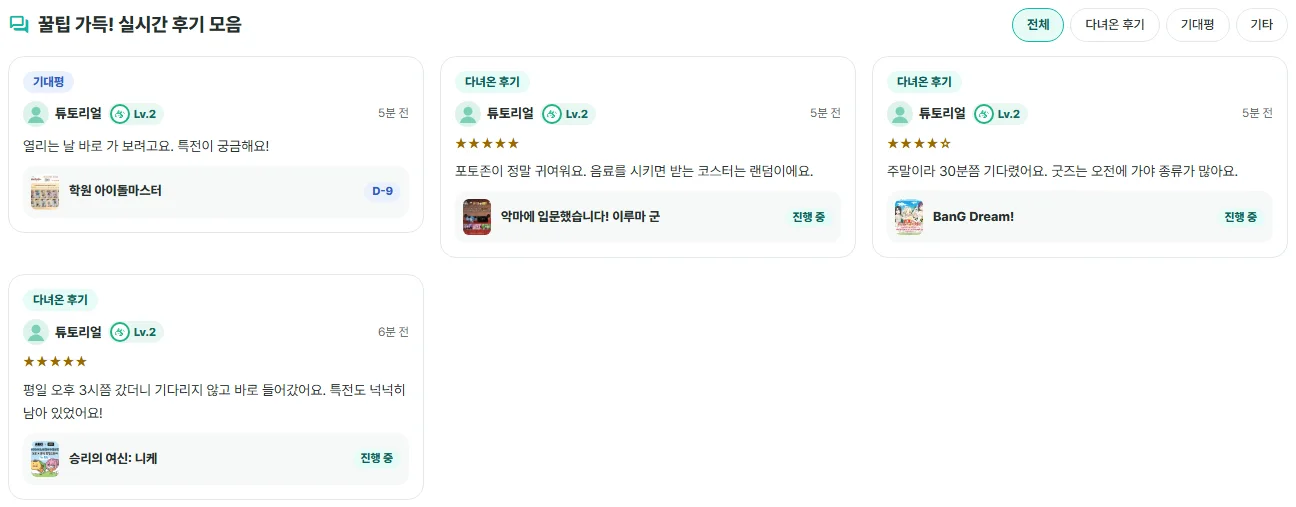 꿀팁 가득! 실시간 후기 모음
전체 다녀온 후기 기대평 기타
기대평
튜토리얼 Lv.2 5분 전
열리는 날 바로 가 보려고요. 특전이 궁금해요!
학원 아이돌마스터 D-9
다녀온 후기
튜토리얼 Lv.2 5분 전
★★★★★
포토존이 정말 귀여워요. 음료를 시키면 받는 코스터는 랜덤이에요.
악마에 입문했습니다! 이루마 군 진행 중
다녀온 후기
튜토리얼 Lv.2 5분 전
★★★★☆
주말이라 30분쯤 기다렸어요. 굿즈는 오전에 가야 종류가 많아요.
BanG Dream! 진행 중
다녀온 후기
튜토리얼 Lv.2 6분 전
★★★★★
평일 오후 3시쯤 갔더니 기다리지 않고 바로 들어갔어요. 특전도 넉넉히
남아 있었어요!
승리의 여신: 니케 진행 중